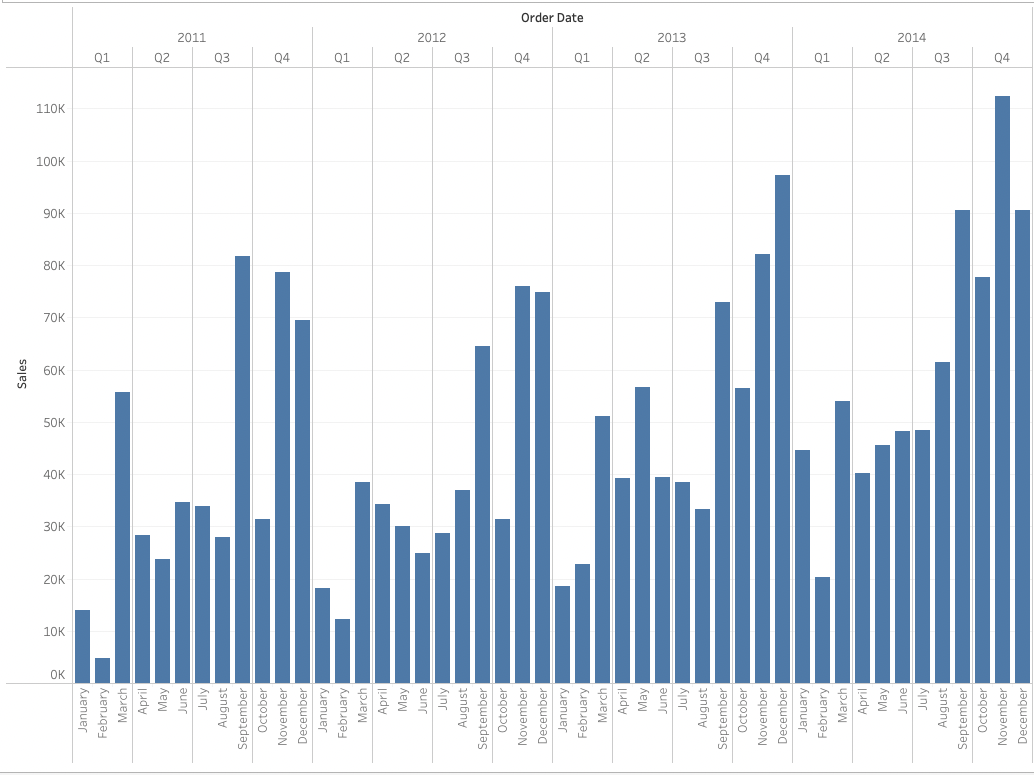 Order Date
2011 2012 2013 2014
Q1 Q2 Q3 Q4 Q1 Q2 Q3 Q4 Q1 Q2 Q3 Q4 Q1 Q2 Q3 Q4
110K
100K
90K
80K
70K
60K
50K
40K
30K
20K
10K
0K
Sales
January February March April May June July August September October November December January February March April May June July August September October November December January February March April May June July August September October November December January February March April May June July August September October November December